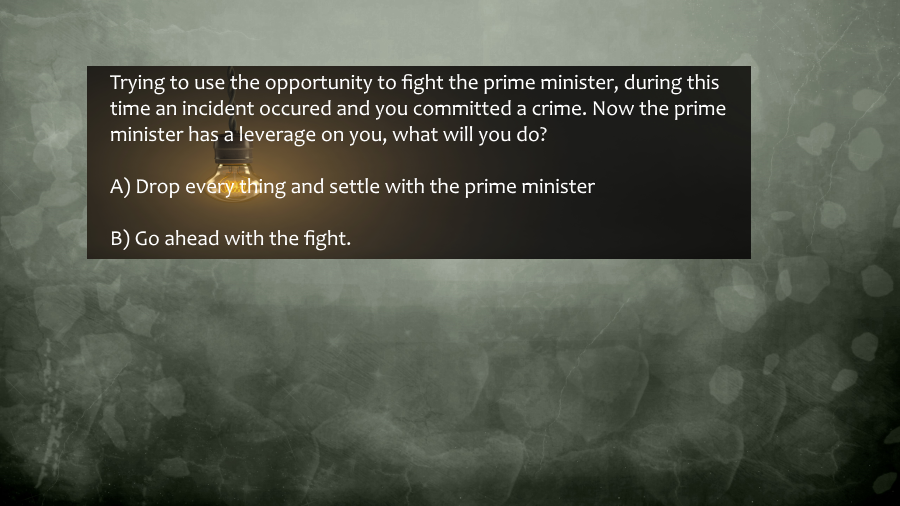 Trying to use the opportunity to fight the prime minister, during this
time an incident occured and you committed a crime. Now the prime
minister has a leverage on you, what will you do?
A) Drop every thing and settle with the prime minister
B) Go ahead with the fight.